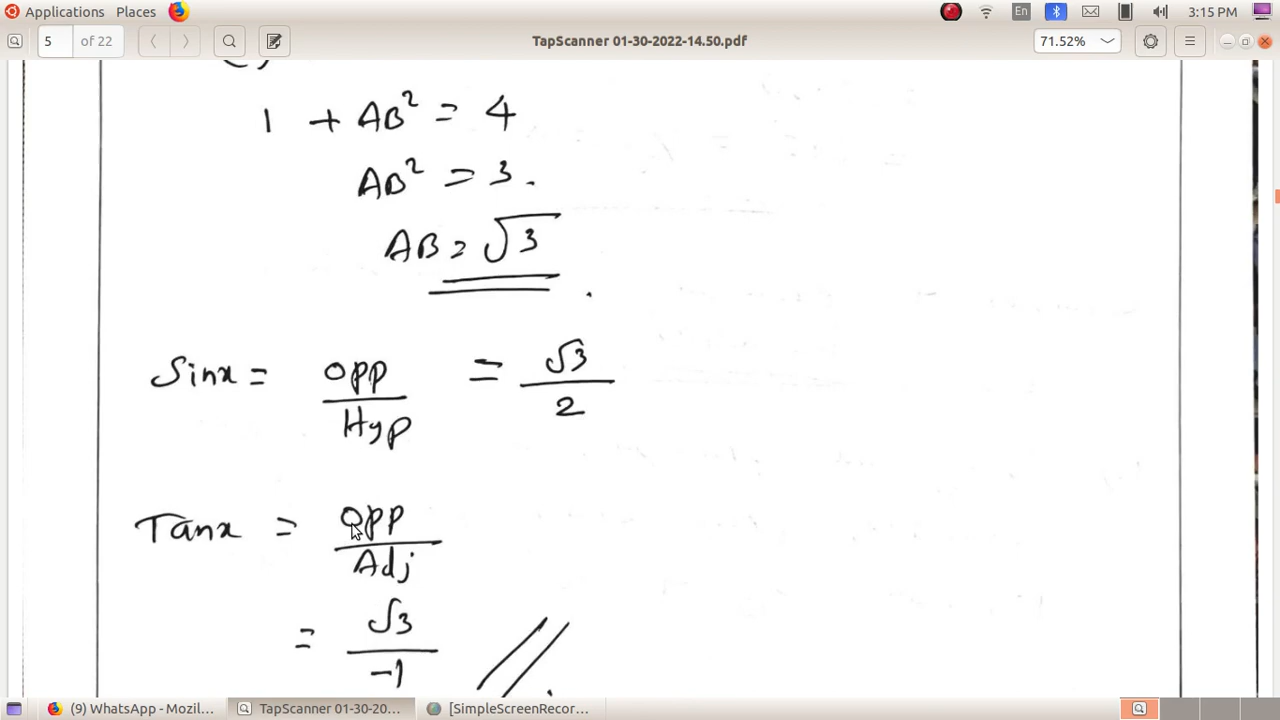 Applications Places En 3:15 PM
5 of 22 TapScanner 01-30-2022-14.50.pdf 71.52%
1 + AB² = 4
AB² = 3.
AB = √3
Sinx = opp/Hyp = √3/2
Tanx = opp/Adj
= √3/-1
(9) WhatsApp - Mozil... TapScanner 01-30-20... [SimpleScreenRecor...